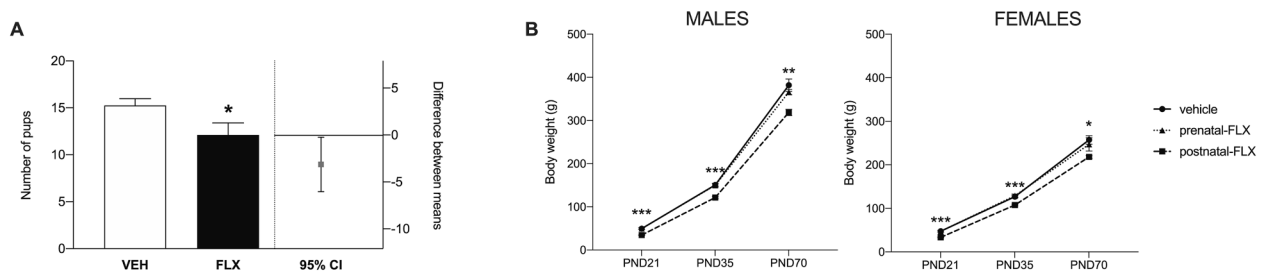 A
Number of pups
20
15
10
5
0
*
VEH
FLX
95% CI
5
0
-5
-10
Difference between means
B
MALES
Body weight (g)
500
400
300
200
100
0
***
***
**
PND21
PND35
PND70
FEMALES
Body weight (g)
500
400
300
200
100
0
***
***
*
PND21
PND35
PND70
vehicle
prenatal-FLX
postnatal-FLX